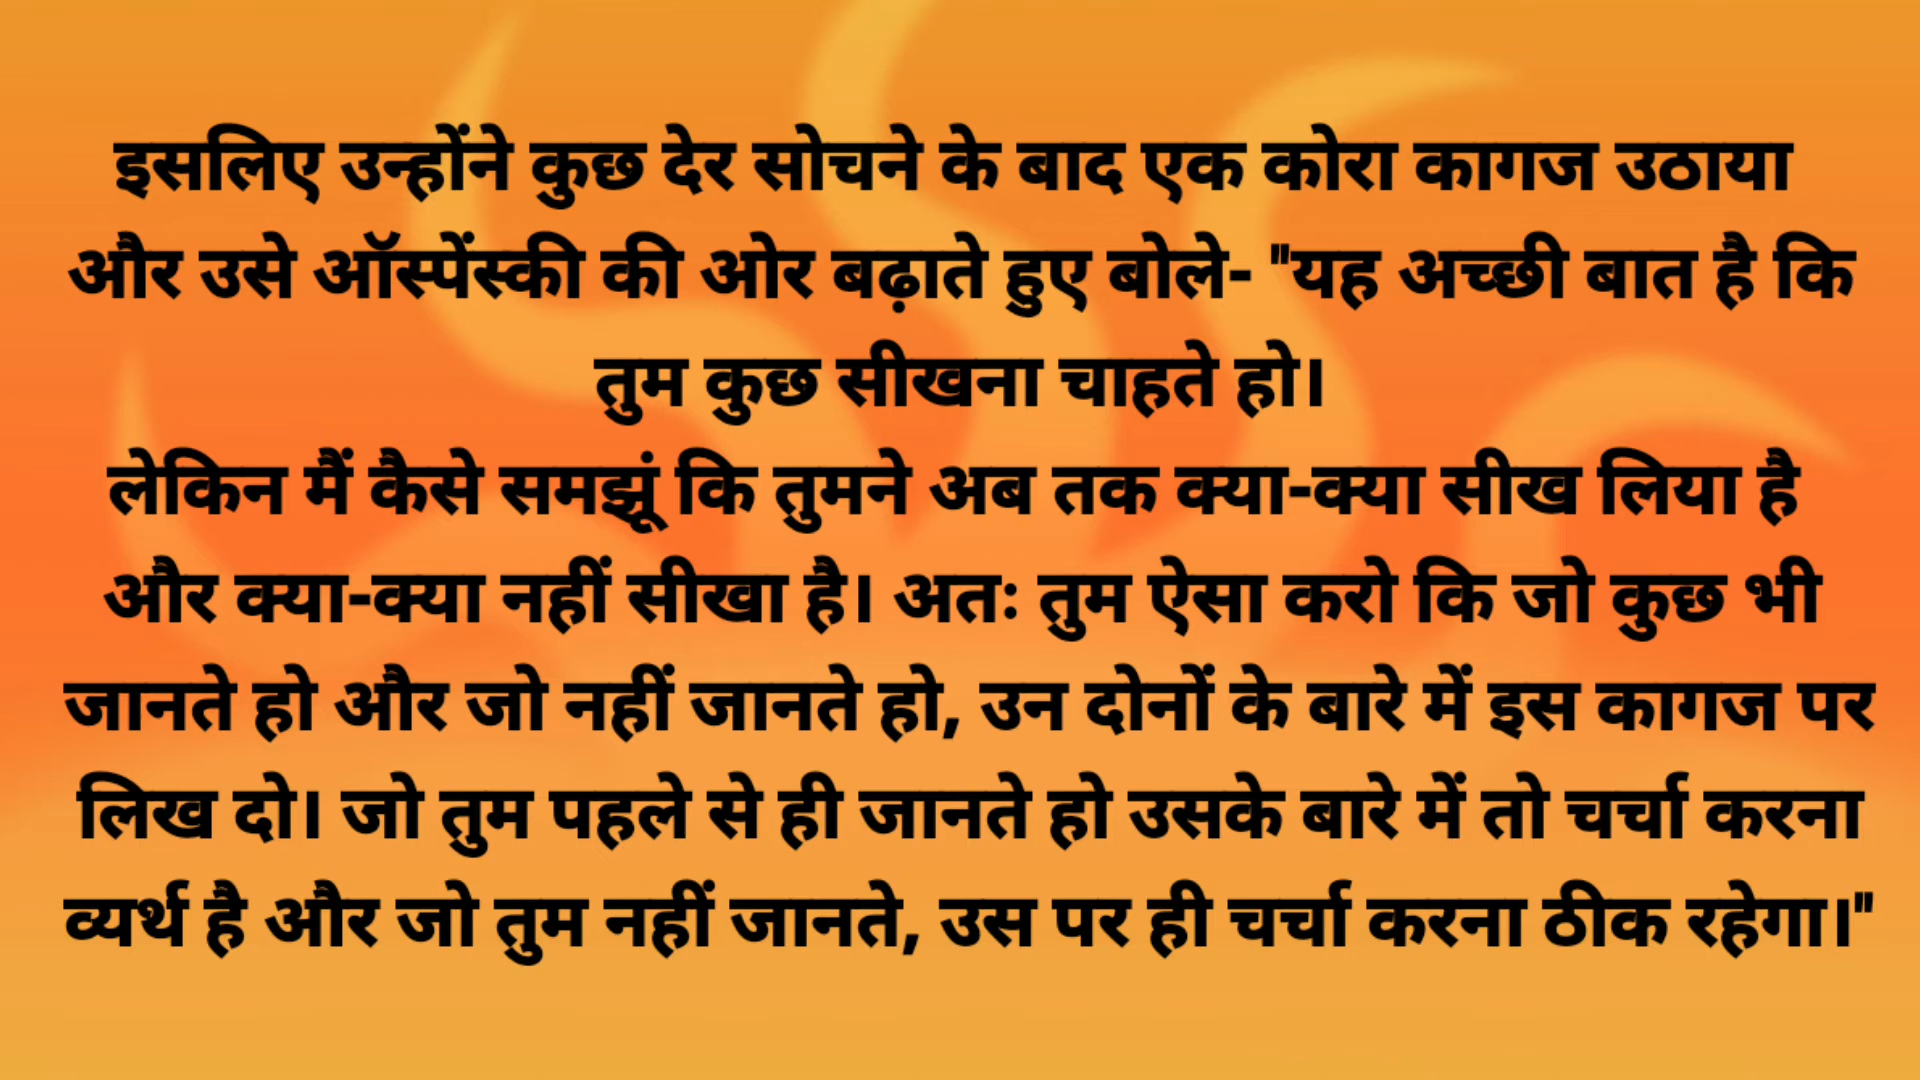 इसलिए उन्होंने कुछ देर सोचने के बाद एक कोरा कागज उठाया
और उसे ऑस्पेंस्की की ओर बढ़ाते हुए बोले- "यह अच्छी बात है कि
तुम कुछ सीखना चाहते हो।
लेकिन मैं कैसे समझूं कि तुमने अब तक क्या-क्या सीख लिया है
और क्या-क्या नहीं सीखा है। अतः तुम ऐसा करो कि जो कुछ भी
जानते हो और जो नहीं जानते हो, उन दोनों के बारे में इस कागज पर
लिख दो। जो तुम पहले से ही जानते हो उसके बारे में तो चर्चा करना
व्यर्थ है और जो तुम नहीं जानते, उस पर ही चर्चा करना ठीक रहेगा।"